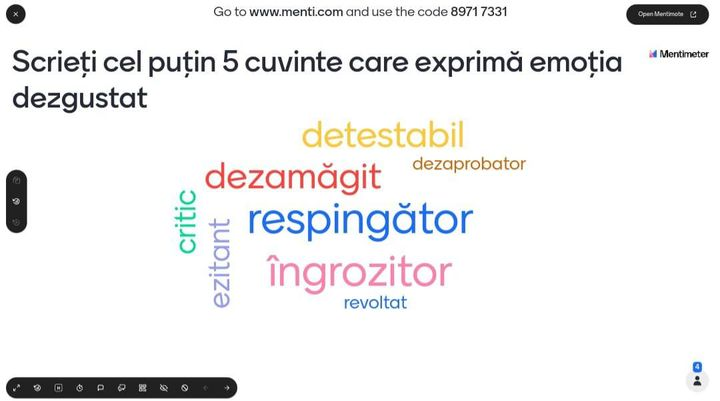 Go to www.menti.com and use the code 8971 7331
Open Mentimote
Scrieți cel puțin 5 cuvinte care exprimă emoția
dezgustat
Mentimeter
detestabil
dezaprobator
dezamăgit
critic
respingător
ezitant
îngrozitor
revoltat
4